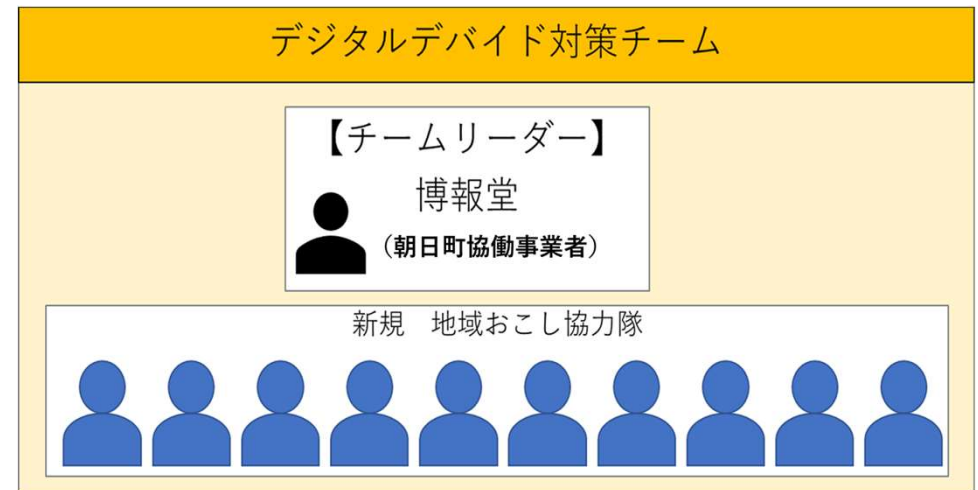 デジタルデバイド対策チーム
【チームリーダー】
博報堂
（朝日町協働事業者）
新規　地域おこし協力隊